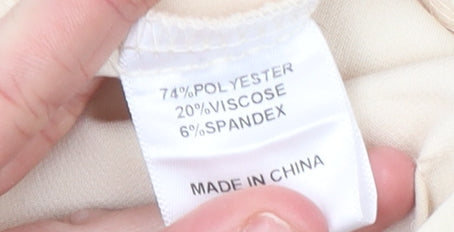 74%POLYESTER
20%VISCOSE
6%SPANDEX
MADE IN CHINA